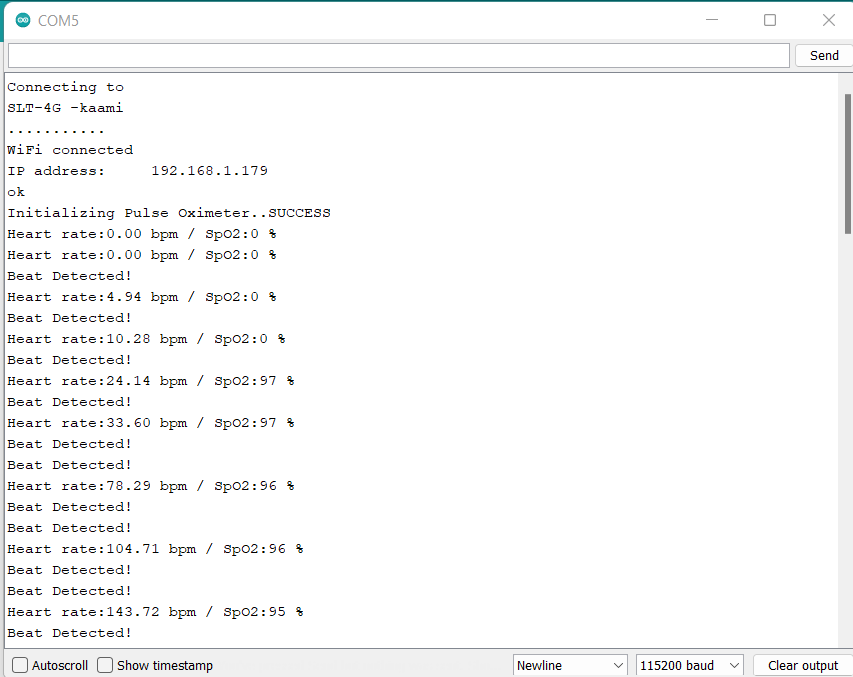 COM5
Send
Connecting to
SLT-4G -kaami
...........
WiFi connected
IP address:     192.168.1.179
ok
Initializing Pulse Oximeter..SUCCESS
Heart rate:0.00 bpm / SpO2:0 %
Heart rate:0.00 bpm / SpO2:0 %
Beat Detected!
Heart rate:4.94 bpm / SpO2:0 %
Beat Detected!
Heart rate:10.28 bpm / SpO2:0 %
Beat Detected!
Heart rate:24.14 bpm / SpO2:97 %
Beat Detected!
Heart rate:33.60 bpm / SpO2:97 %
Beat Detected!
Beat Detected!
Heart rate:78.29 bpm / SpO2:96 %
Beat Detected!
Beat Detected!
Heart rate:104.71 bpm / SpO2:96 %
Beat Detected!
Beat Detected!
Heart rate:143.72 bpm / SpO2:95 %
Beat Detected!
Autoscroll Show timestamp Newline 115200 baud Clear output